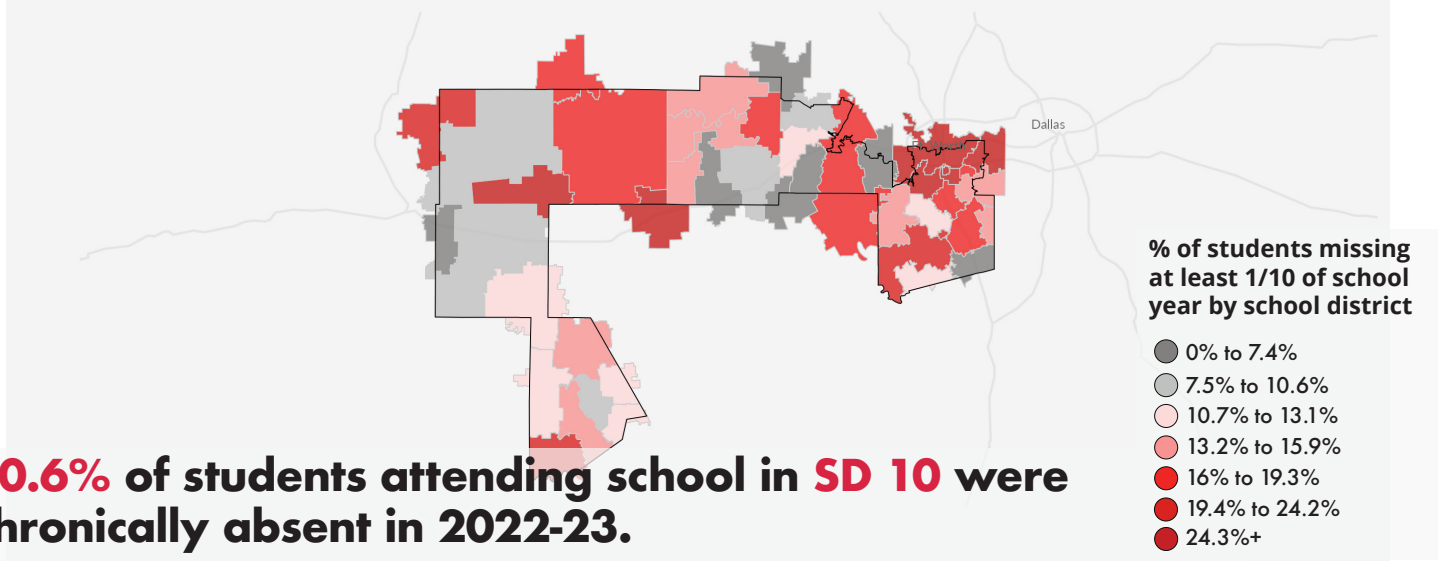 Dallas
% of students missing
at least 1/10 of school
year by school district
0% to 7.4%
7.5% to 10.6%
10.7% to 13.1%
13.2% to 15.9%
16% to 19.3%
19.4% to 24.2%
24.3%+
0.6% of students attending school in SD 10 were
hronically absent in 2022-23.